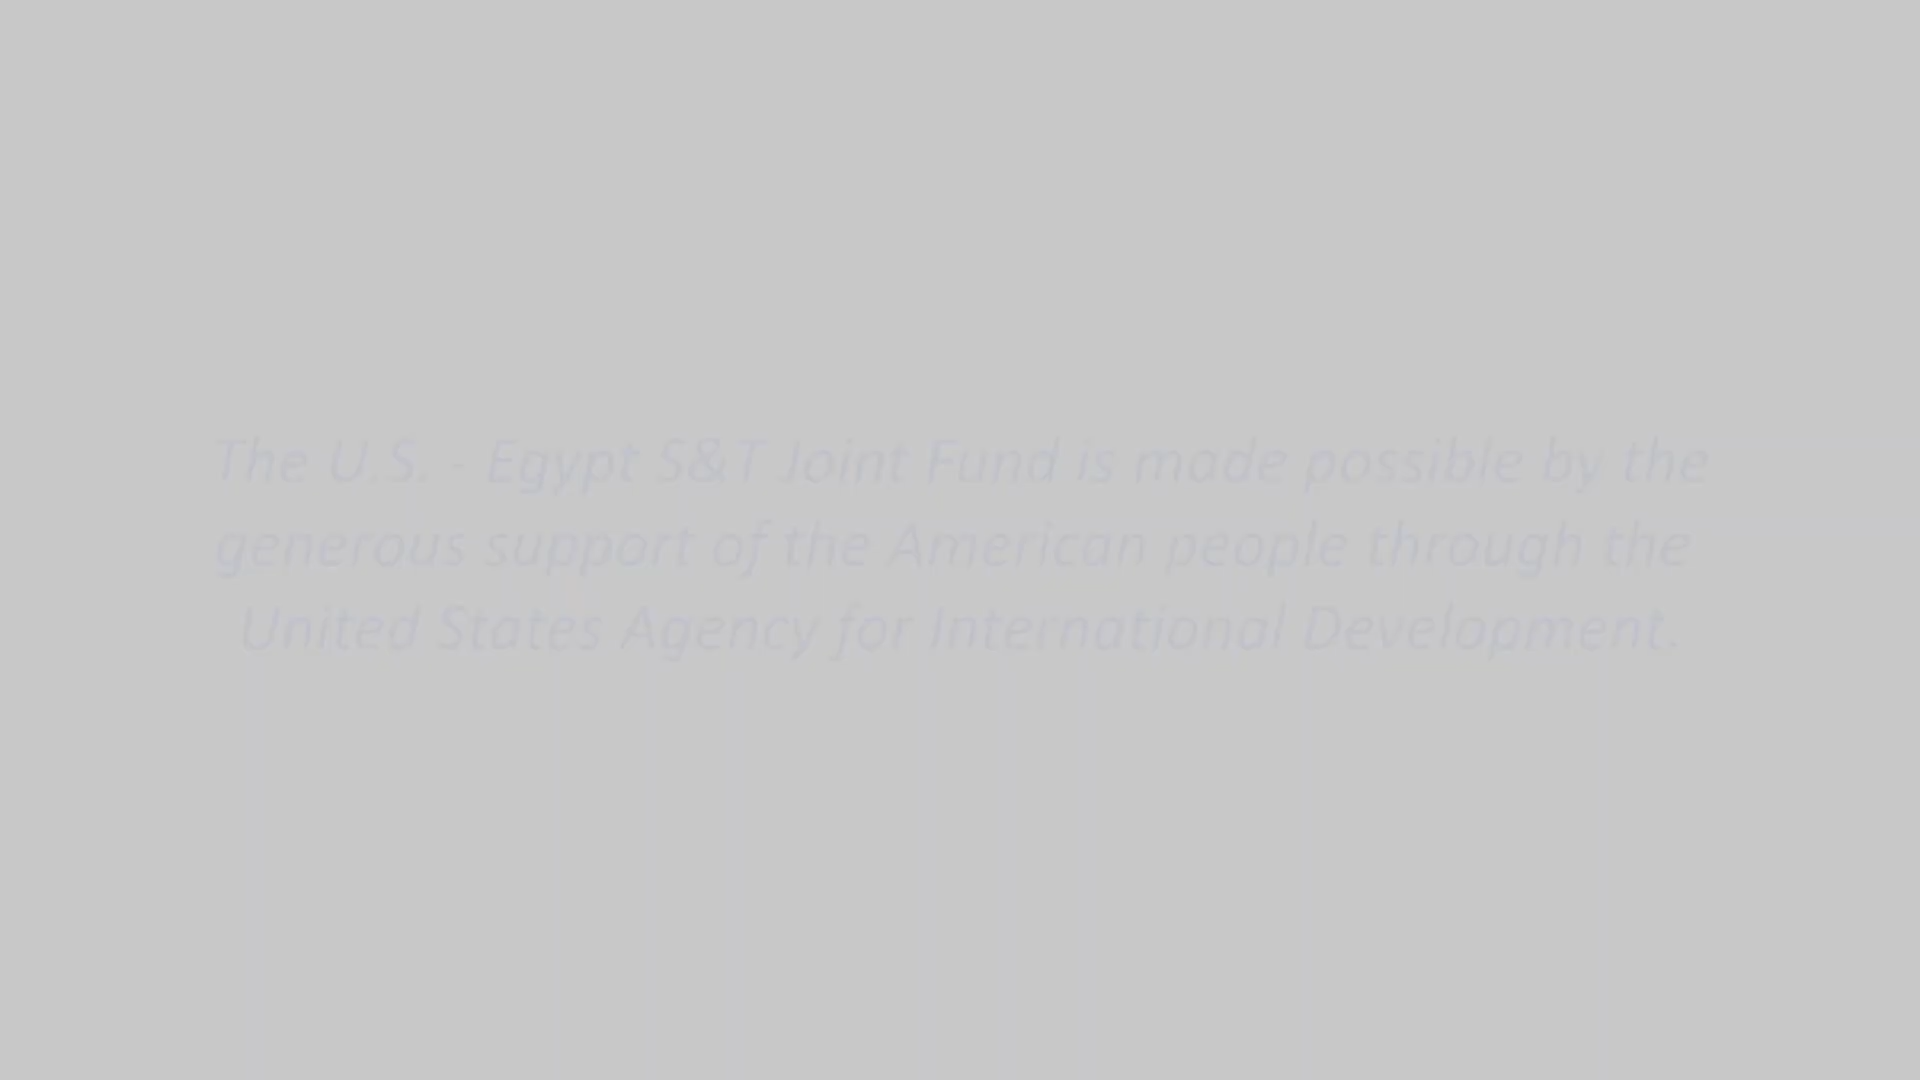 The U.S. - Egypt S&T Joint Fund is made possible by the
generous support of the American people through the
United States Agency for International Development.